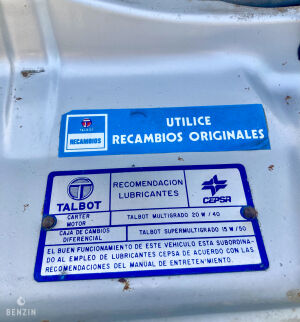 TALBOT
RECAMBIOS
UTILICE
RECAMBIOS ORIGINALES
TALBOT
RECOMENDACION
LUBRICANTES
CEPSA
CARTER
MOTOR
TALBOT MULTIGRADO 20 W / 40
CAJA DE CAMBIOS
DIFERENCIAL
TALBOT SUPERMULTIGRADO 15 W / 50
EL BUEN FUNCIONAMIENTO DE ESTE VEHICULO ESTA SUBORDINA-
DO AL EMPLEO DE LUBRICANTES CEPSA DE ACUERDO CON LAS
RECOMENDACIONES DEL MANUAL DE ENTRETENIMIENTO.
BENZIN